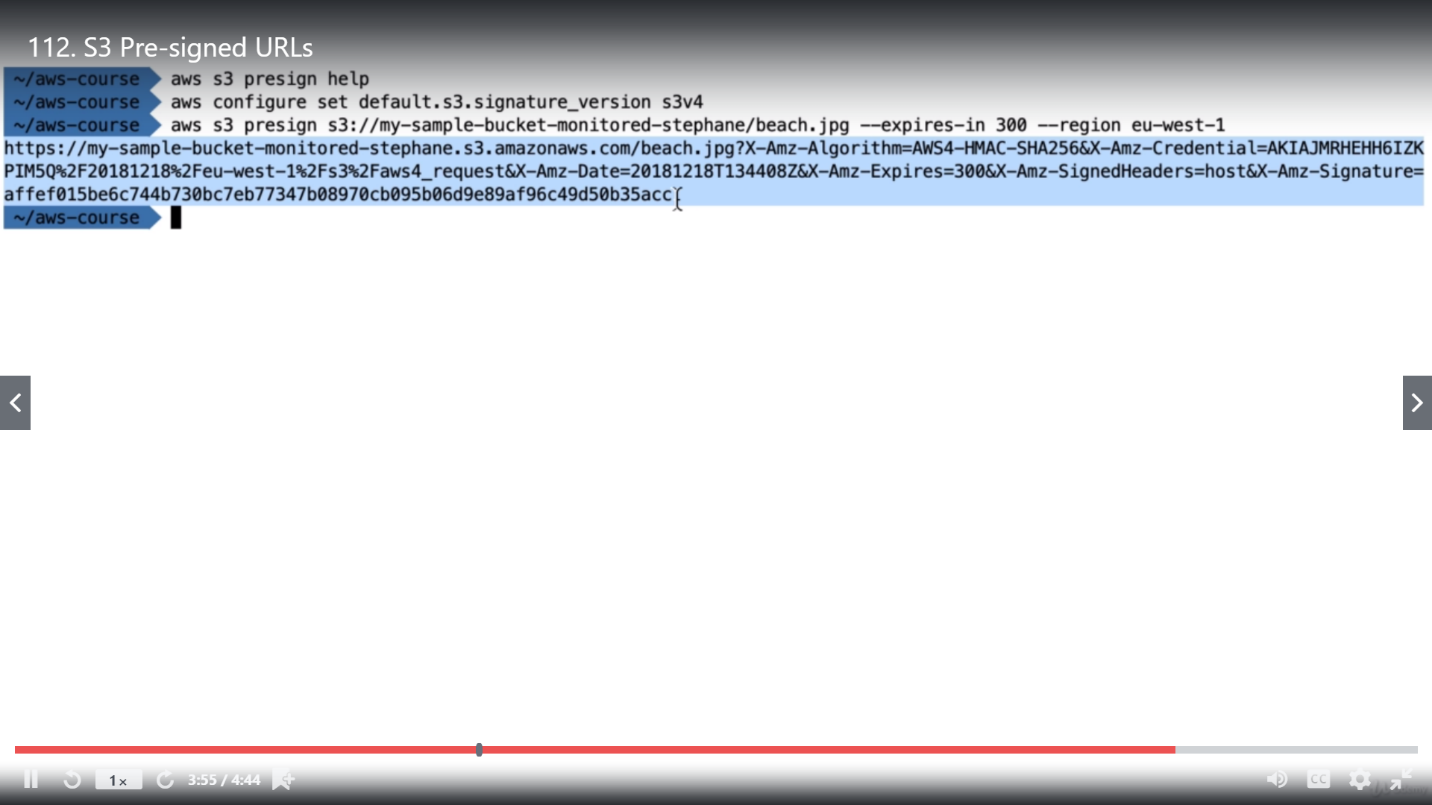 112. S3 Pre-signed URLs
~/aws-course aws s3 presign help
~/aws-course aws configure set default.s3.signature_version s3v4
~/aws-course aws s3 presign s3://my-sample-bucket-monitored-stephane/beach.jpg --expires-in 300 --region eu-west-1
https://my-sample-bucket-monitored-stephane.s3.amazonaws.com/beach.jpg?X-Amz-Algorithm=AWS4-HMAC-SHA256&X-Amz-Credential=AKIAJMRHEHH6IZK
PIM5Q%2F20181218%2Feu-west-1%2Fs3%2Faws4_request&X-Amz-Date=20181218T134408Z&X-Amz-Expires=300&X-Amz-SignedHeaders=host&X-Amz-Signature=
affef015be6c744b730bc7eb77347b08970cb095b06d9e89af96c49d50b35acc
~/aws-course
1x 3:55 / 4:44 CC